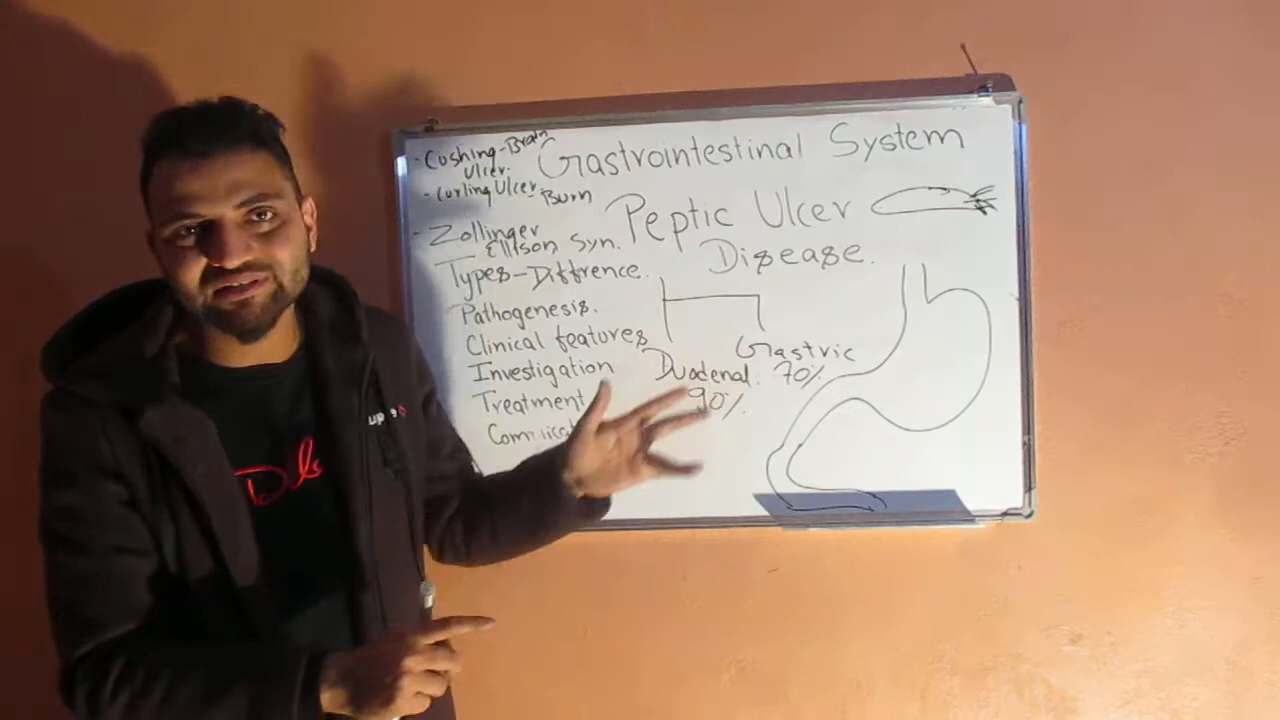 Gastrointestinal System
Peptic Ulcer
Disease.
- Cushing - Brain
Ulcer.
- Curling Ulcer - Burn
- Zollinger
Ellison Syn.
Types - Diffrence.
Pathogenesis.
Clinical features
Investigation
Treatment
Duodenal.
90%.
Gastric
70%